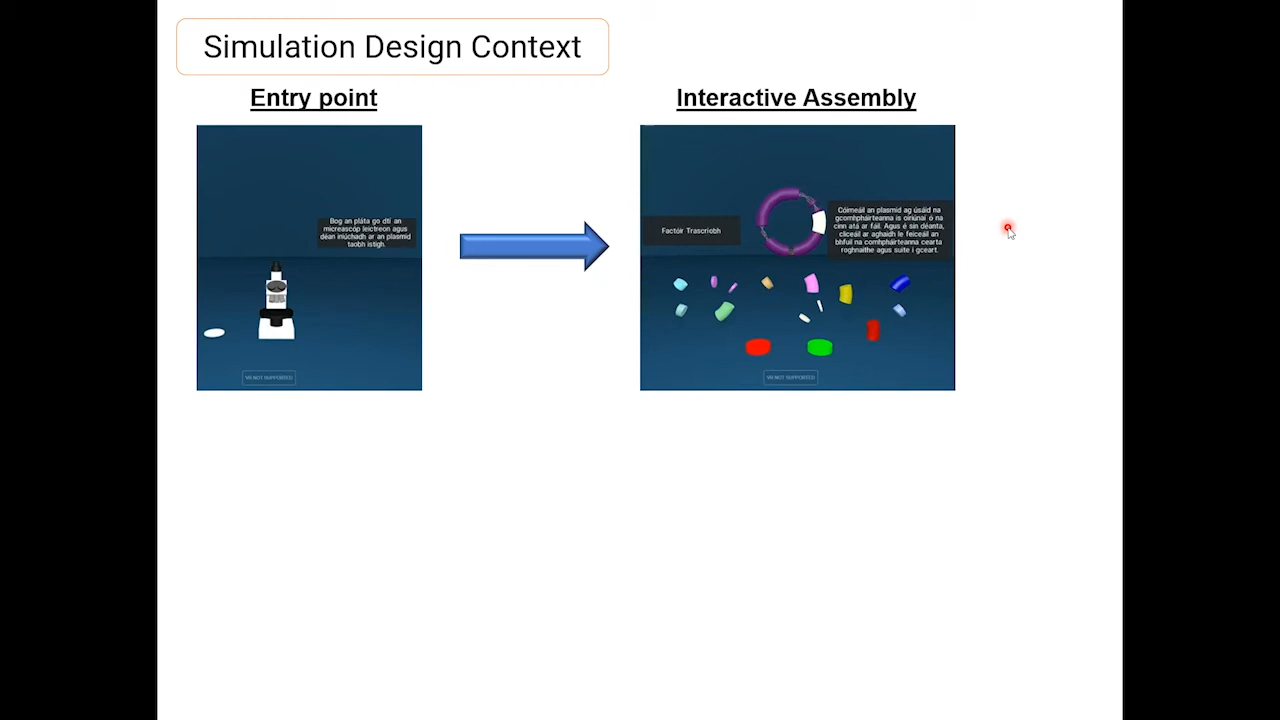 Simulation Design Context
Entry point
Interactive Assembly
Bog an pláta go dtí an
micreascóp leictreon agus
déan iniúchadh ar an plasmid
taobh istigh.
VR NOT SUPPORTED
Factóir Trascríobh
Cóimeáil an plasmid ag úsáid na
gcomhpháirteanna is oiriúnaí ó na
cinn atá ar fáil. Agus é sin déanta,
cliceáil ar aghaidh le feiceáil an
bhfuil na comhpháirteanna cearta
roghnaithe agus suite i gceart.
VR NOT SUPPORTED